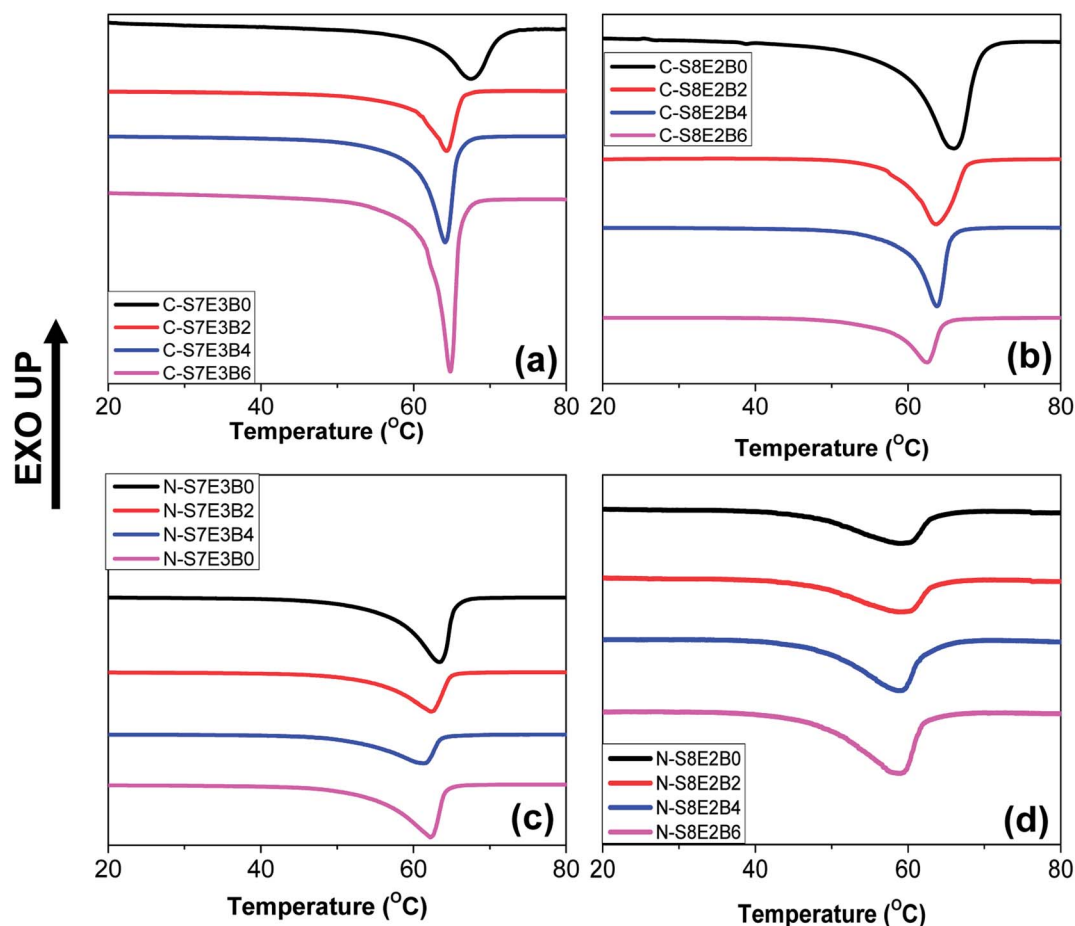 EXO UP
C-S7E3B0
C-S7E3B2
C-S7E3B4
C-S7E3B6
(a)
20 40 60 80
Temperature (°C)
C-S8E2B0
C-S8E2B2
C-S8E2B4
C-S8E2B6
(b)
20 40 60 80
Temperature (°C)
N-S7E3B0
N-S7E3B2
N-S7E3B4
N-S7E3B0
(c)
20 40 60 80
Temperature (°C)
N-S8E2B0
N-S8E2B2
N-S8E2B4
N-S8E2B6
(d)
20 40 60 80
Temperature (°C)